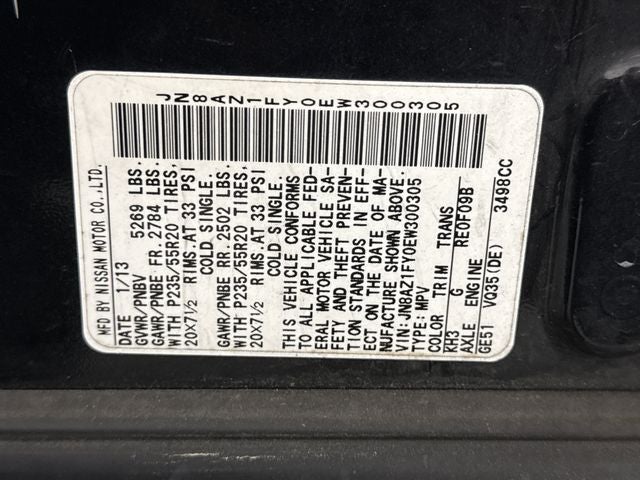 JN8AZ1FY0EW300305
MFD BY NISSAN MOTOR CO.,LTD.
DATE 1/13
GVWR/PNBV 5269 LBS.
GAWR/PNBE FR. 2784 LBS.
WITH P235/55R20 TIRES,
20X7½ RIMS AT 33 PSI
COLD SINGLE.
GAWR/PNBE RR. 2502 LBS.
WITH P235/55R20 TIRES,
20X7½ RIMS AT 33 PSI
COLD SINGLE.
THIS VEHICLE CONFORMS
TO ALL APPLICABLE FED-
ERAL MOTOR VEHICLE SA-
FETY AND THEFT PREVEN-
TION STANDARDS IN EFF-
ECT ON THE DATE OF MA-
NUFACTURE SHOWN ABOVE.
VIN:JN8AZ1FY0EW300305
TYPE: MPV
COLOR TRIM TRANS
KH3 G RE0F09B
AXLE ENGINE
GE51 VQ35(DE) 3498CC